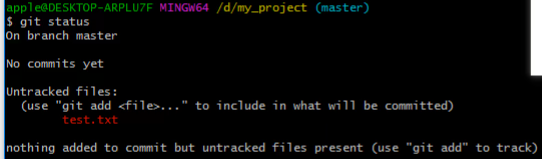 apple@DESKTOP-ARPLU7F MINGW64 /d/my_project (master)
$ git status
On branch master
No commits yet
Untracked files:
(use "git add <file>..." to include in what will be committed)
test.txt
nothing added to commit but untracked files present (use "git add" to track)